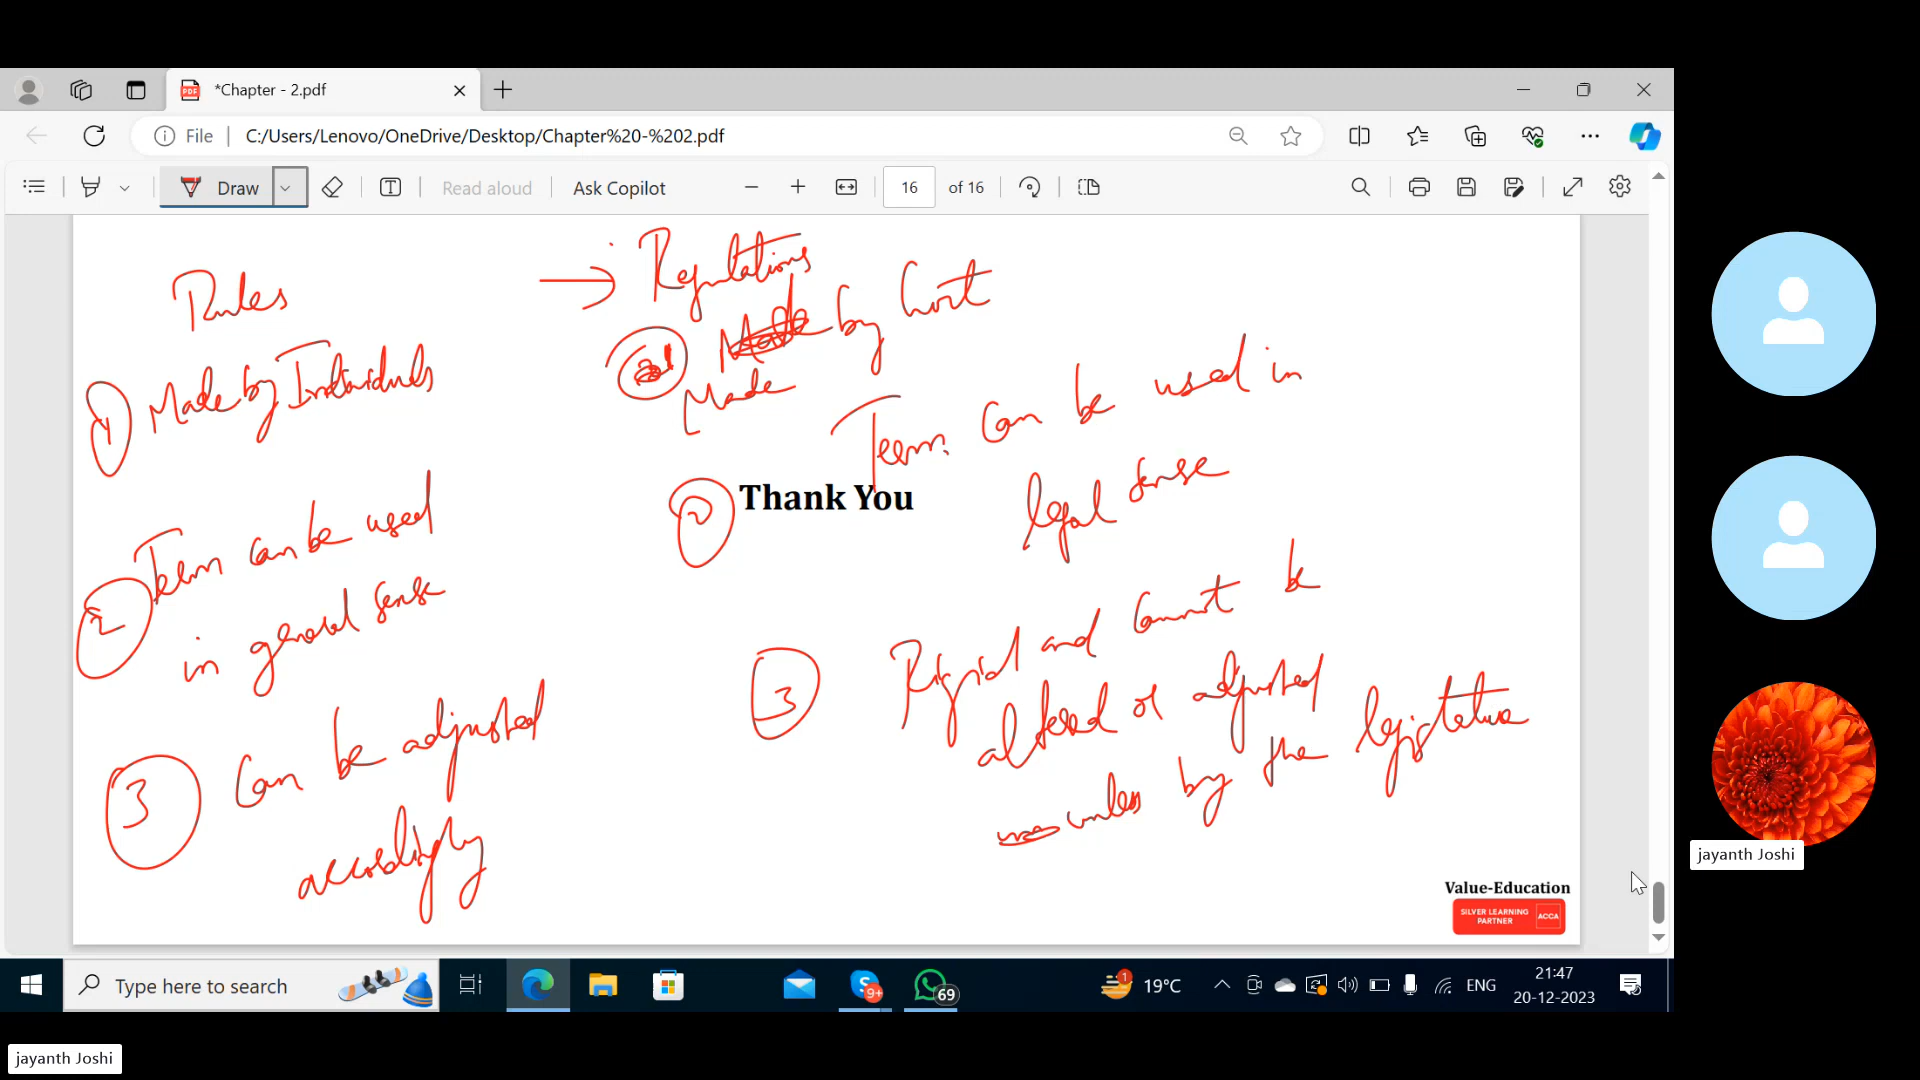 *Chapter - 2.pdf
File
C:/Users/Lenovo/OneDrive/Desktop/Chapter%20-%202.pdf
Draw
Read aloud
Ask Copilot
16
of 16
Rules
Made by Individuals
2 Term can be used
in general sense
3 Can be adjusted
accordingly
→ Regulations
by Govt
Made
Term can be used in
legal sense
2
Thank You
3 Rigid and cannot be
altered or adjusted
unless by the legislative
Value-Education
SILVER LEARNING
PARTNER
ACCA
jayanth Joshi
Type here to search
9+
69
1
19°C
ENG
21:47
20-12-2023
jayanth Joshi